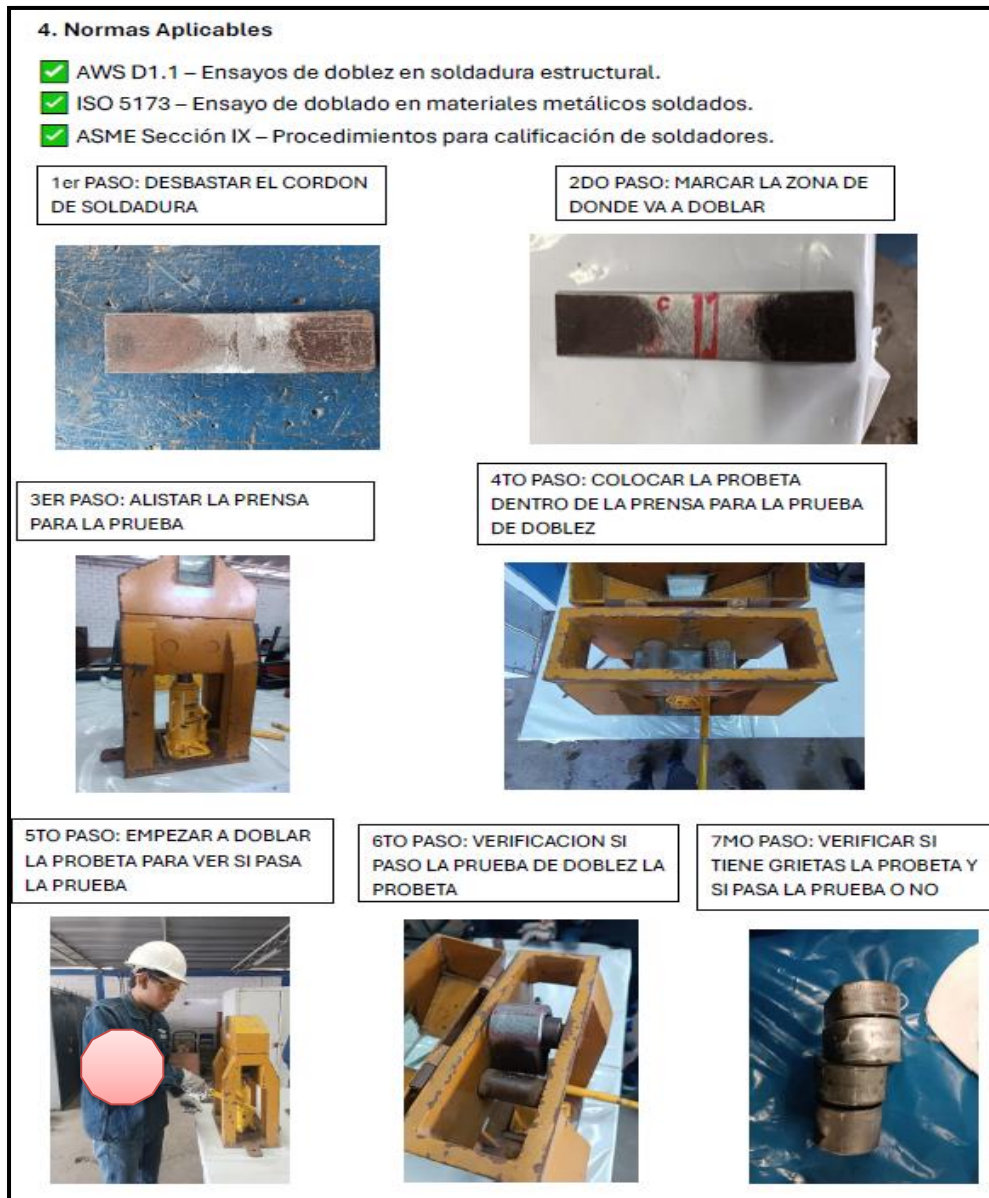 4. Normas Aplicables
AWS D1.1 – Ensayos de doblez en soldadura estructural.
ISO 5173 – Ensayo de doblado en materiales metálicos soldados.
ASME Sección IX – Procedimientos para calificación de soldadores.
1er PASO: DESBASTAR EL CORDON
DE SOLDADURA
2DO PASO: MARCAR LA ZONA DE
DONDE VA A DOBLAR
C
3ER PASO: ALISTAR LA PRENSA
PARA LA PRUEBA
4TO PASO: COLOCAR LA PROBETA
DENTRO DE LA PRENSA PARA LA PRUEBA
DE DOBLEZ
5TO PASO: EMPEZAR A DOBLAR
LA PROBETA PARA VER SI PASA
LA PRUEBA
6TO PASO: VERIFICACION SI
PASO LA PRUEBA DE DOBLEZ LA
PROBETA
7MO PASO: VERIFICAR SI
TIENE GRIETAS LA PROBETA Y
SI PASA LA PRUEBA O NO